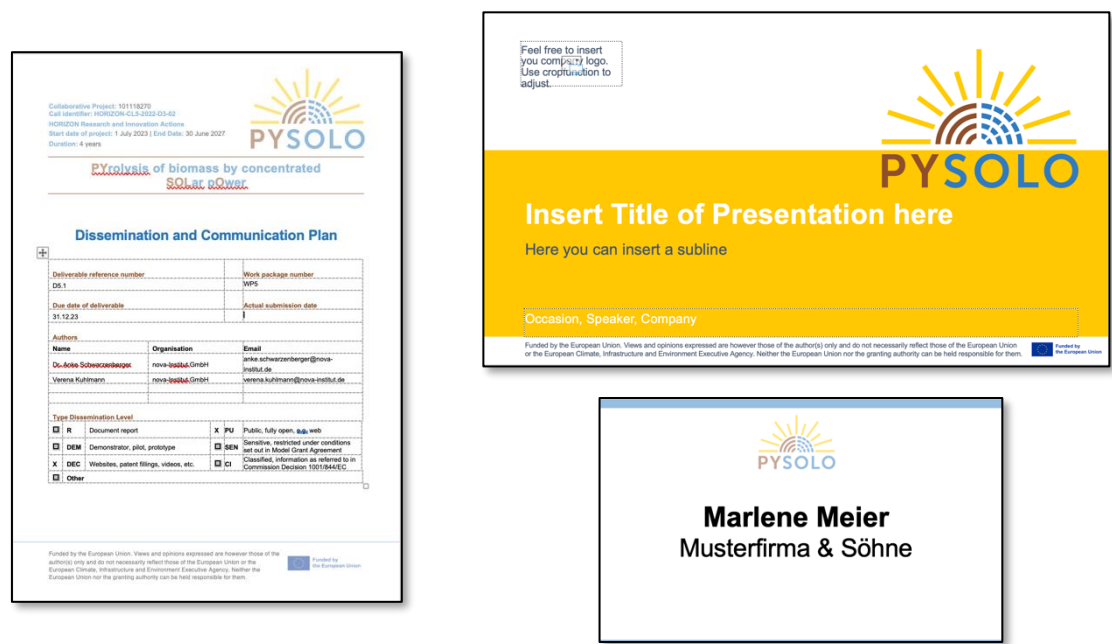 Collaborative Project: 101118270
Call identifier: HORIZON-CL5-2022-D3-02
HORIZON Research and Innovation Actions
Start date of project: 1 July 2023 | End Date: 30 June 2027
Duration: 4 years
PYSOLO
PYrolysis of biomass by concentrated
SOLar pOwer
Dissemination and Communication Plan
Deliverable reference number Work package number
D5.1 WP5
Due date of deliverable Actual submission date
31.12.23
Authors
Name Organisation Email
Dr. Anke Schwarzenberger nova-Institut GmbH anke.schwarzenberger@nova-
institut.de
Verena Kuhlmann nova-Institut GmbH verena.kuhlmann@nova-institut.de
Type Dissemination Level
R Document report X PU Public, fully open, web
DEM Demonstrator, pilot, prototype SEN Sensitive, restricted under conditions
set out in Model Grant Agreement
X DEC Websites, patent fillings, videos, etc. CI Classified, information as referred to in
Commission Decision 1001/844/EC
Other
Funded by the European Union. Views and opinions expressed are however those of the
author(s) only and do not necessarily reflect those of the European Union or the
European Climate, Infrastructure and Environment Executive Agency. Neither the
European Union nor the granting authority can be held responsible for them.
Funded by
the European Union
Feel free to insert
you company logo.
Use cropfunction to
adjust.
PYSOLO
Insert Title of Presentation here
Here you can insert a subline
Occasion, Speaker, Company
Funded by the European Union. Views and opinions expressed are however those of the author(s) only and do not necessarily reflect those of the European Union
or the European Climate, Infrastructure and Environment Executive Agency. Neither the European Union nor the granting authority can be held responsible for them.
Funded by
the European Union
PYSOLO
Marlene Meier
Musterfirma & Söhne